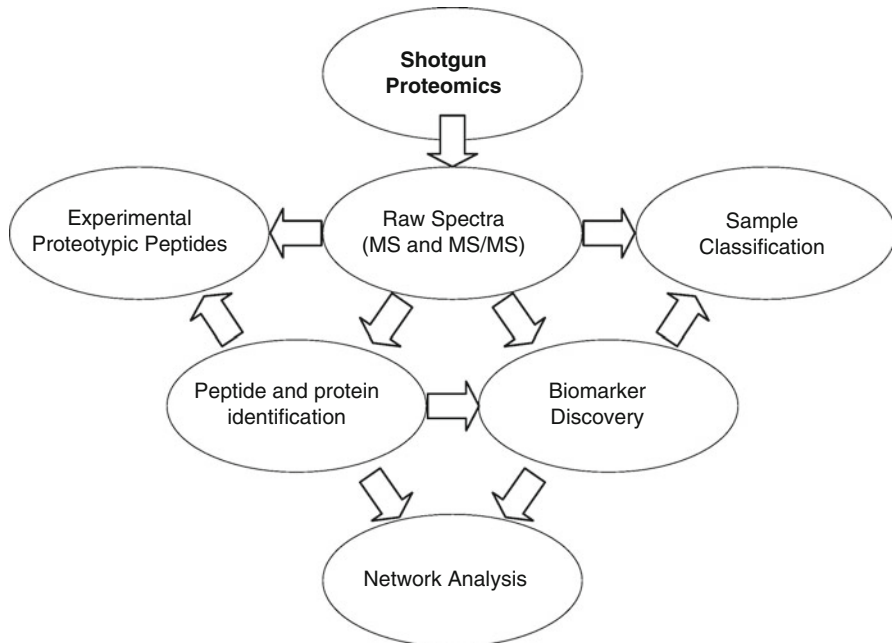 Shotgun
Proteomics
Experimental
Proteotypic Peptides
Raw Spectra
(MS and MS/MS)
Sample
Classification
Peptide and protein
identification
Biomarker
Discovery
Network Analysis